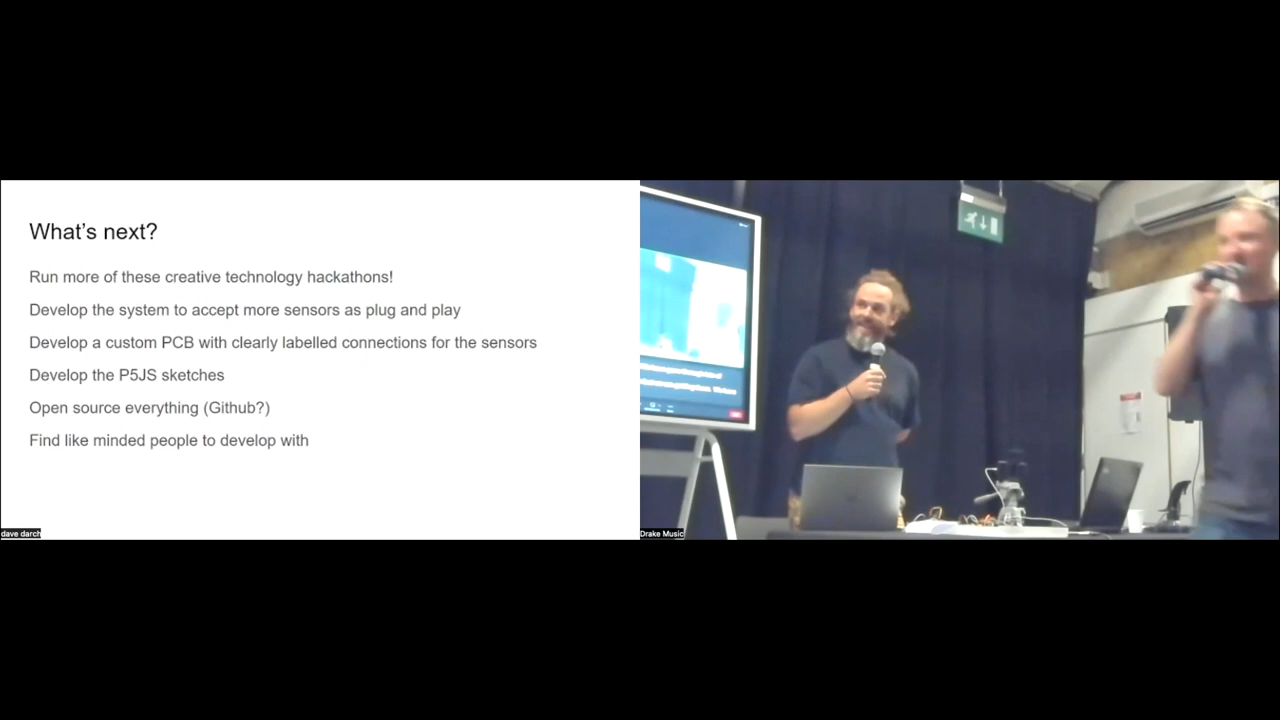 What's next?
Run more of these creative technology hackathons!
Develop the system to accept more sensors as plug and play
Develop a custom PCB with clearly labelled connections for the sensors
Develop the P5JS sketches
Open source everything (Github?)
Find like minded people to develop with
dave darch
Drake Music